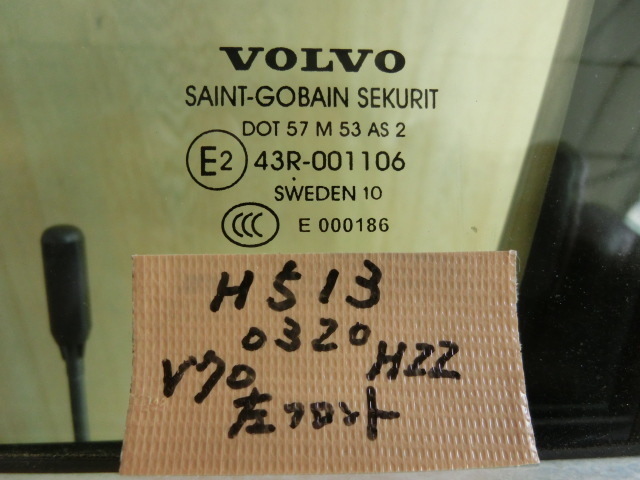 VOLVO
SAINT-GOBAIN SEKURIT
DOT 57 M 53 AS 2
E2 43R-001106
SWEDEN 10
CCC E 000186
H513
0320
V70 H22
左フロント